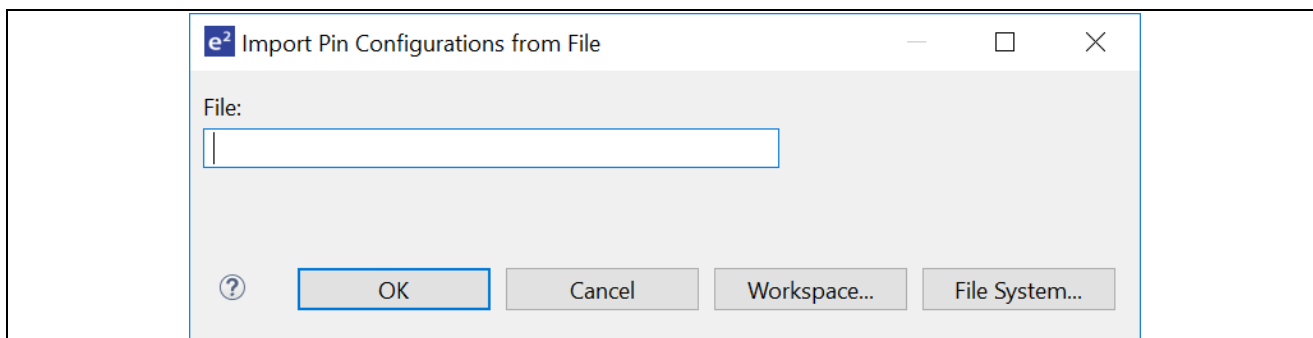 e² Import Pin Configurations from File
File:
? OK Cancel Workspace... File System...